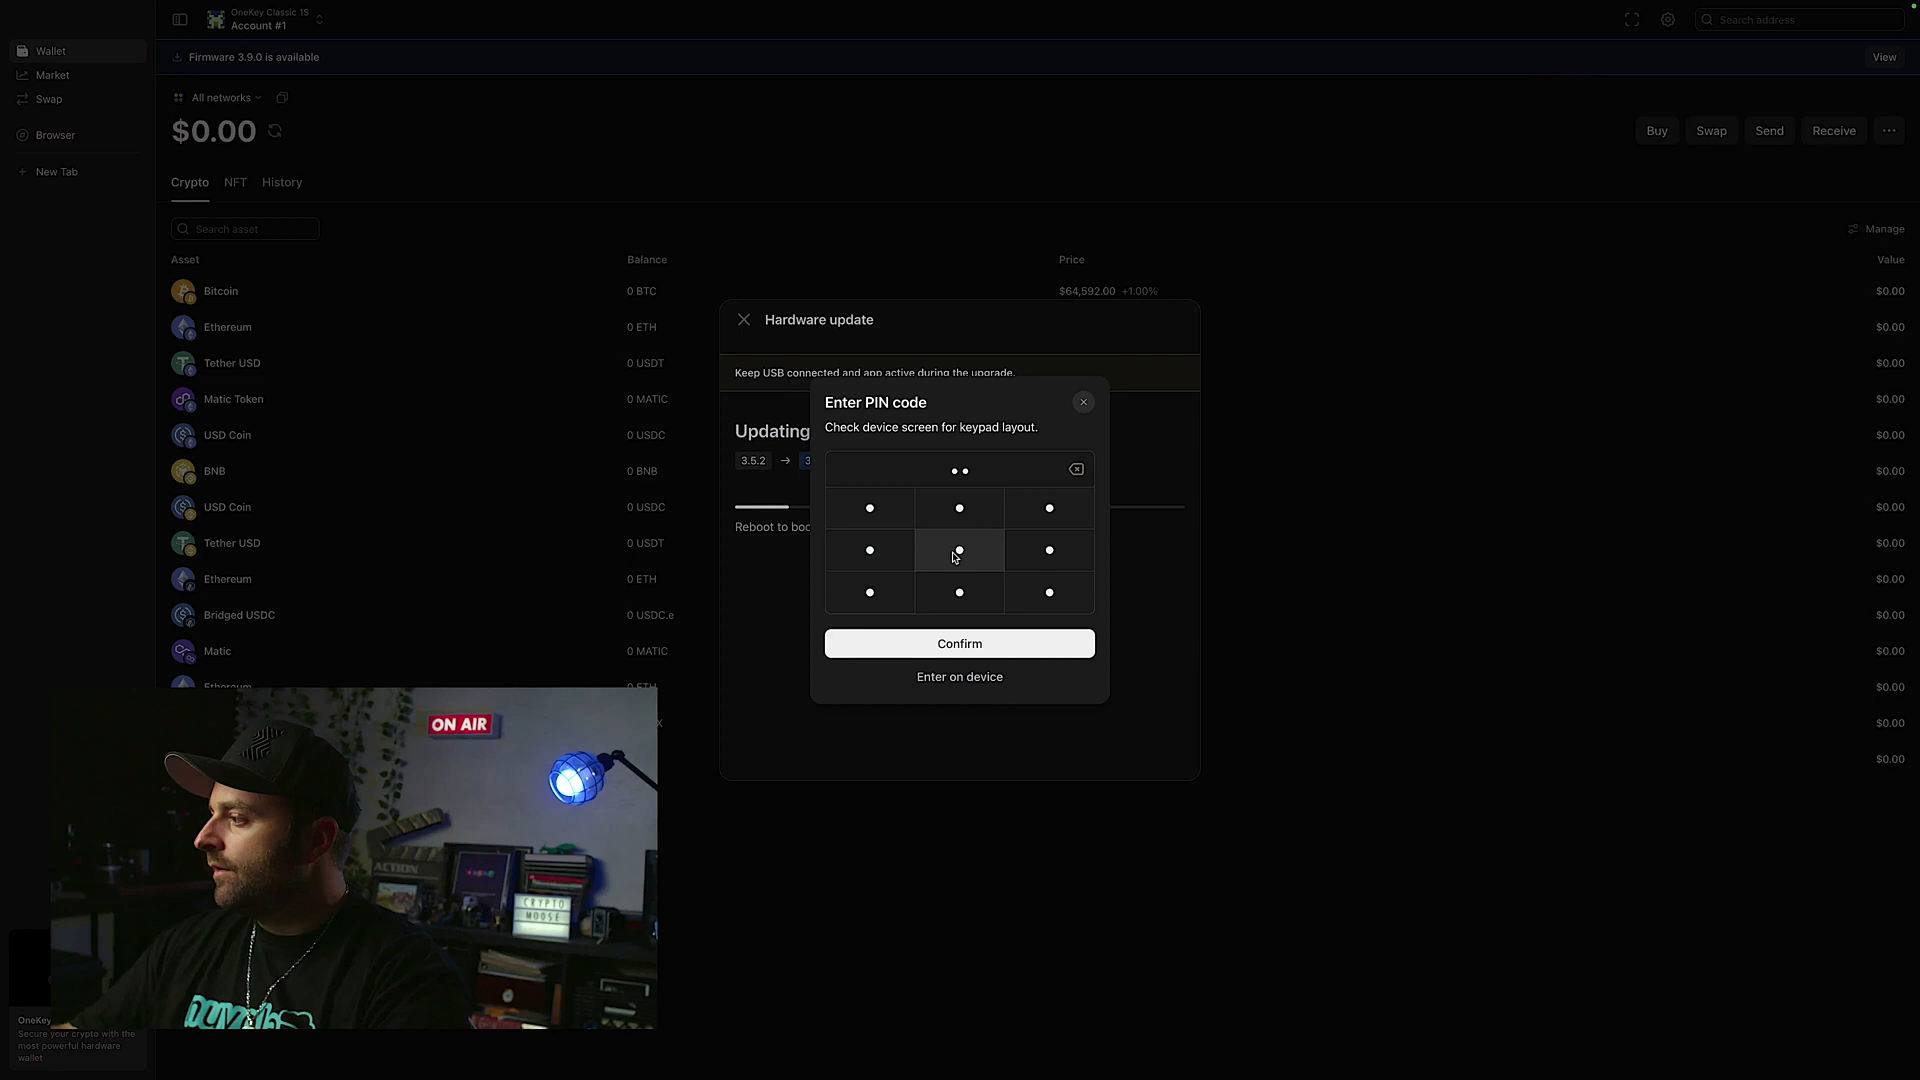 OneKey Classic 1S
Account #1
Search address
Wallet
Market
Swap
Browser
New Tab
Firmware 3.9.0 is available
View
All networks
$0.00
Buy
Swap
Send
Receive
Crypto
NFT
History
Search asset
Manage
Asset
Balance
Price
Value
Bitcoin
0 BTC
$64,592.00 +1.00%
$0.00
Ethereum
0 ETH
$0.00
Tether USD
0 USDT
$0.00
Matic Token
0 MATIC
$0.00
USD Coin
0 USDC
$0.00
BNB
0 BNB
$0.00
USD Coin
0 USDC
$0.00
Tether USD
0 USDT
$0.00
Ethereum
0 ETH
$0.00
Bridged USDC
0 USDC.e
$0.00
Matic
0 MATIC
$0.00
Ethereum
0 ETH
$0.00
X
$0.00
$0.00
Hardware update
Keep USB connected and app active during the upgrade.
Updating
3.5.2 → 3
Reboot to boo
Enter PIN code
Check device screen for keypad layout.
Confirm
Enter on device
ON AIR
ACTION
CRYPTO
MOOSE
OneKey
Secure your crypto with the
most powerful hardware
wallet